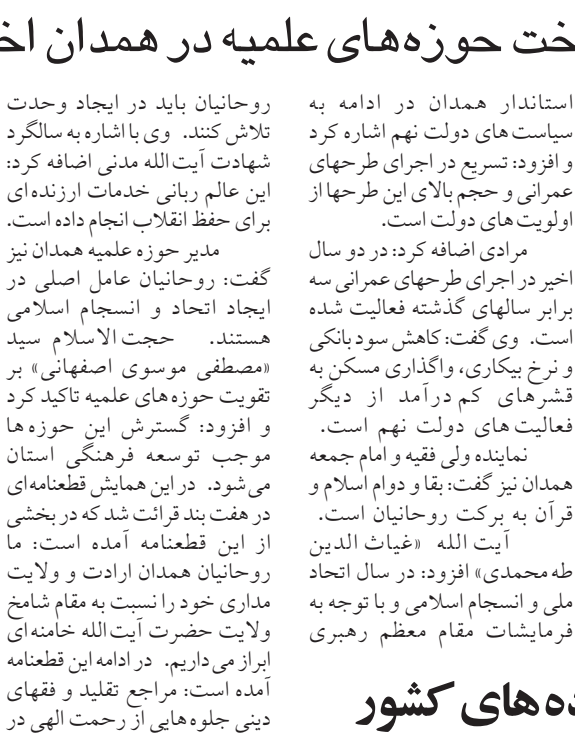 خت حوزه‌های علمیه در همدان
استاندار همدان در ادامه به
سیاست‌های دولت نهم اشاره کرد
و افزود: تسریع در اجرای طرحهای
عمرانی و حجم بالای این طرحها از
اولویت‌های دولت است.
مرادی اضافه کرد: در دو سال
اخیر در اجرای طرحهای عمرانی سه
برابر سالهای گذشته فعالیت شده
است. وی گفت: کاهش سود بانکی
و نرخ بیکاری، واگذاری مسکن به
قشرهای کم‌درآمد از دیگر
فعالیت‌های دولت نهم است.
نماینده ولی فقیه و امام جمعه
همدان نیز گفت: بقا و دوام اسلام و
قرآن به برکت روحانیان است.
آیت الله «غیاث الدین
طه‌محمدی» افزود: در سال اتحاد
ملی و انسجام اسلامی و با توجه به
فرمایشات مقام معظم رهبری
روحانیان باید در ایجاد وحدت
تلاش کنند. وی با اشاره به سالگرد
شهادت آیت‌الله مدنی اضافه کرد:
این عالم ربانی خدمات ارزنده‌ای
برای حفظ انقلاب انجام داده است.
مدیر حوزه علمیه همدان نیز
گفت: روحانیان عامل اصلی در
ایجاد اتحاد و انسجام اسلامی
هستند. حجت‌الاسلام سید
«مصطفی موسوی اصفهانی» بر
تقویت حوزه‌های علمیه تاکید کرد
و افزود: گسترش این حوزه‌ها
موجب توسعه فرهنگی استان
می‌شود. در این همایش قطعنامه‌ای
در هفت بند قرائت شد که در بخشی
از این قطعنامه آمده است: ما
روحانیان همدان ارادت و ولایت
مداری خود را نسبت به مقام شامخ
ولایت حضرت آیت‌الله خامنه‌ای
ابراز می‌داریم. در ادامه این قطعنامه
آمده است: مراجع تقلید و فقهای
دینی جلوه‌هایی از رحمت الهی در
ده‌های کشور